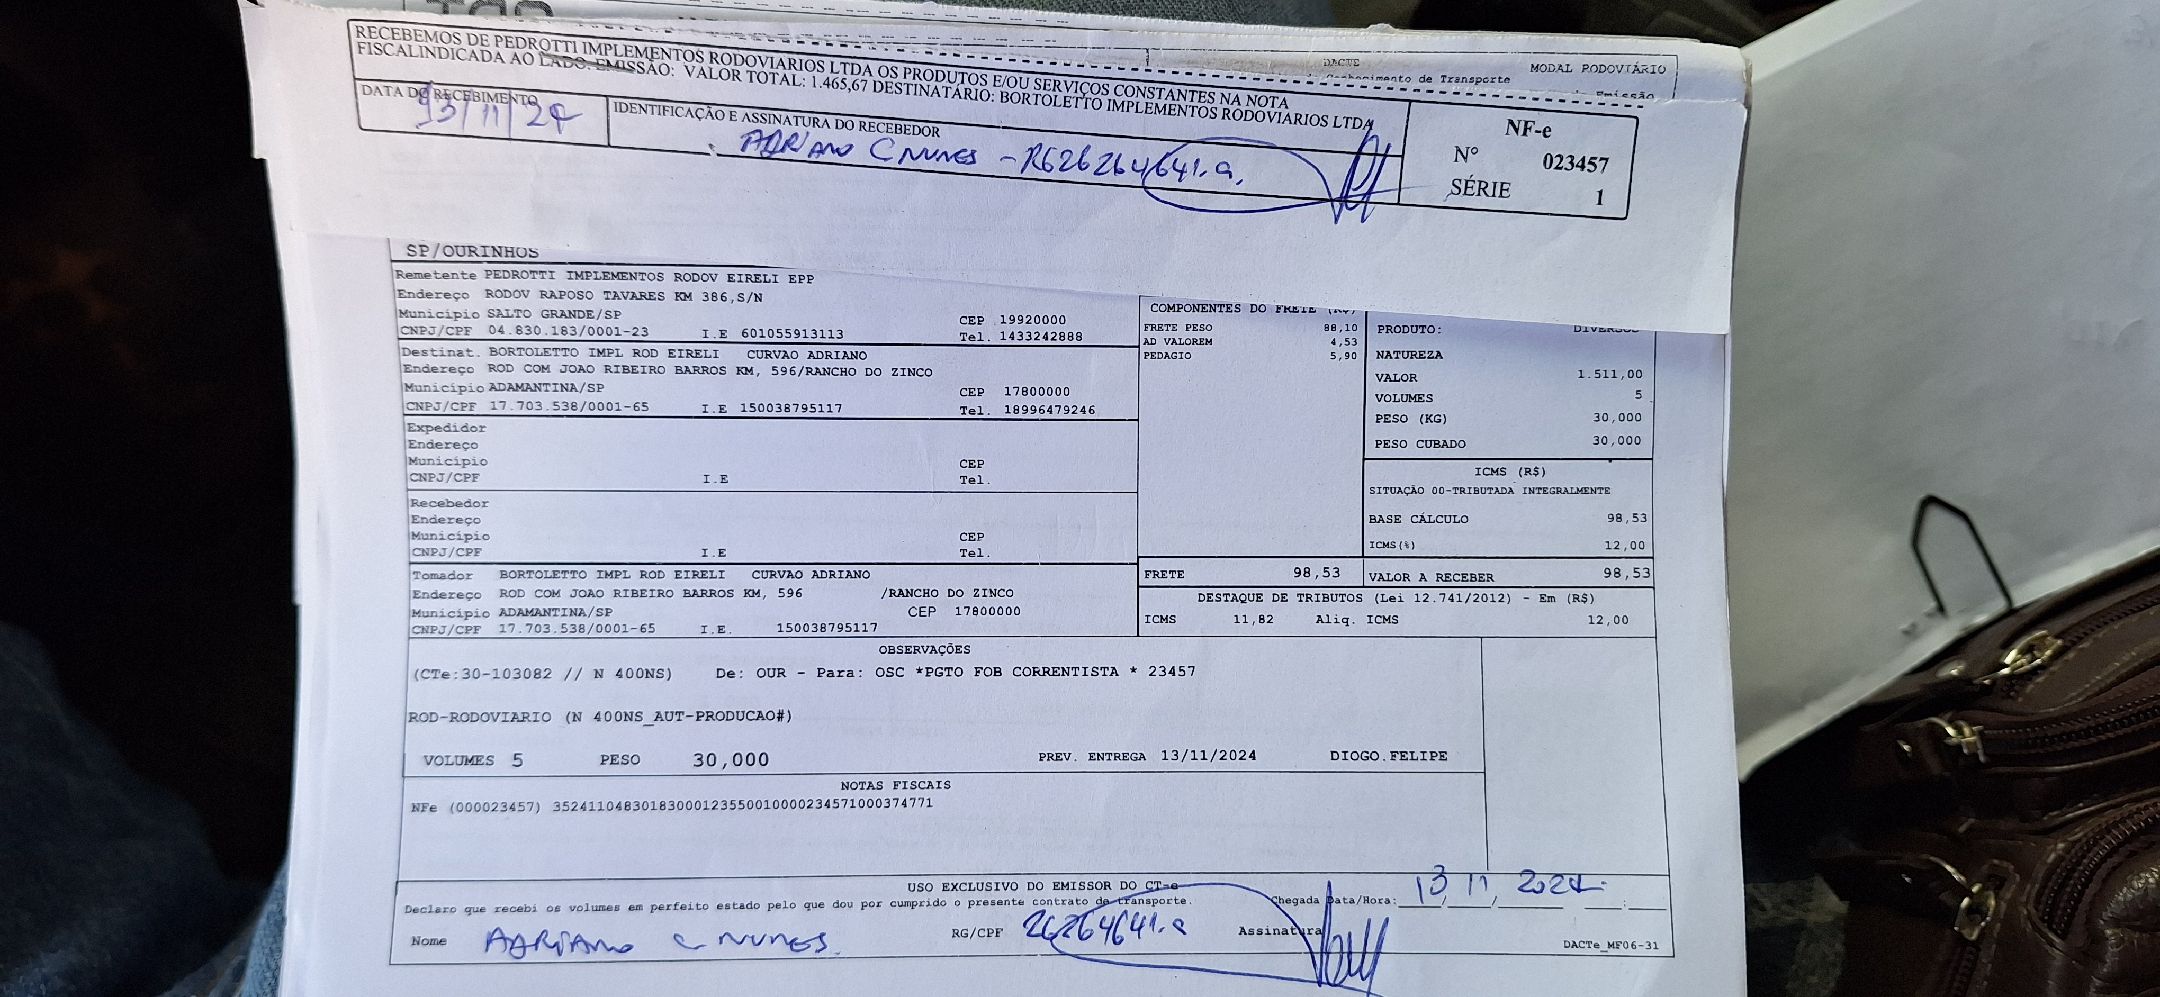 DACTE
MODAL RODOVIÁRIO
Conhecimento de Transporte
Emissão
RECEBEMOS DE PEDROTTI IMPLEMENTOS RODOVIARIOS LTDA OS PRODUTOS E/OU SERVIÇOS CONSTANTES NA NOTA
FISCALINDICADA AO LADO. EMISSÃO: VALOR TOTAL: 1.465,67 DESTINATÁRIO: BORTOLETTO IMPLEMENTOS RODOVIARIOS LTDA
DATA DO RECEBIMENTO
13/11/24
IDENTIFICAÇÃO E ASSINATURA DO RECEBEDOR
ADRIANO C NUNES - R626264641.9.
NF-e
Nº 023457
SÉRIE 1
SP/OURINHOS
Remetente PEDROTTI IMPLEMENTOS RODOV EIRELI EPP
Endereço RODOV RAPOSO TAVARES KM 386,S/N
Município SALTO GRANDE/SP CEP 19920000
CNPJ/CPF 04.830.183/0001-23 I.E 601055913113 Tel. 1433242888
Destinat. BORTOLETTO IMPL ROD EIRELI CURVAO ADRIANO
Endereço ROD COM JOAO RIBEIRO BARROS KM, 596/RANCHO DO ZINCO
Município ADAMANTINA/SP CEP 17800000
CNPJ/CPF 17.703.538/0001-65 I.E 150038795117 Tel. 18996479246
Expedidor
Endereço
Município CEP
CNPJ/CPF I.E Tel.
Recebedor
Endereço
Município CEP
CNPJ/CPF I.E Tel.
Tomador BORTOLETTO IMPL ROD EIRELI CURVAO ADRIANO
Endereço ROD COM JOAO RIBEIRO BARROS KM, 596 /RANCHO DO ZINCO
Município ADAMANTINA/SP CEP 17800000
CNPJ/CPF 17.703.538/0001-65 I.E. 150038795117
COMPONENTES DO FRETE (R$)
FRETE PESO 88,10
AD VALOREM 4,53
PEDAGIO 5,90
FRETE 98,53
PRODUTO: DIVERSOS
NATUREZA
VALOR 1.511,00
VOLUMES 5
PESO (KG) 30,000
PESO CUBADO 30,000
ICMS (R$)
SITUAÇÃO 00-TRIBUTADA INTEGRALMENTE
BASE CÁLCULO 98,53
ICMS(%) 12,00
VALOR A RECEBER 98,53
DESTAQUE DE TRIBUTOS (Lei 12.741/2012) - Em (R$)
ICMS 11,82 Aliq. ICMS 12,00
OBSERVAÇÕES
(CTe:30-103082 // N 400NS) De: OUR - Para: OSC *PGTO FOB CORRENTISTA * 23457
ROD-RODOVIARIO (N 400NS_AUT-PRODUCAO#)
VOLUMES 5 PESO 30,000 PREV. ENTREGA 13/11/2024 DIOGO.FELIPE
NOTAS FISCAIS
NFe (000023457) 35241104830183000123550010000234571000374771
USO EXCLUSIVO DO EMISSOR DO CT-e
Declaro que recebi os volumes em perfeito estado pelo que dou por cumprido o presente contrato de transporte. Chegada Data/Hora: 13/11/2024 :
Nome ADRIANO C NUNES. RG/CPF 26264641.9 Assinatura
DACTe_MF06-31